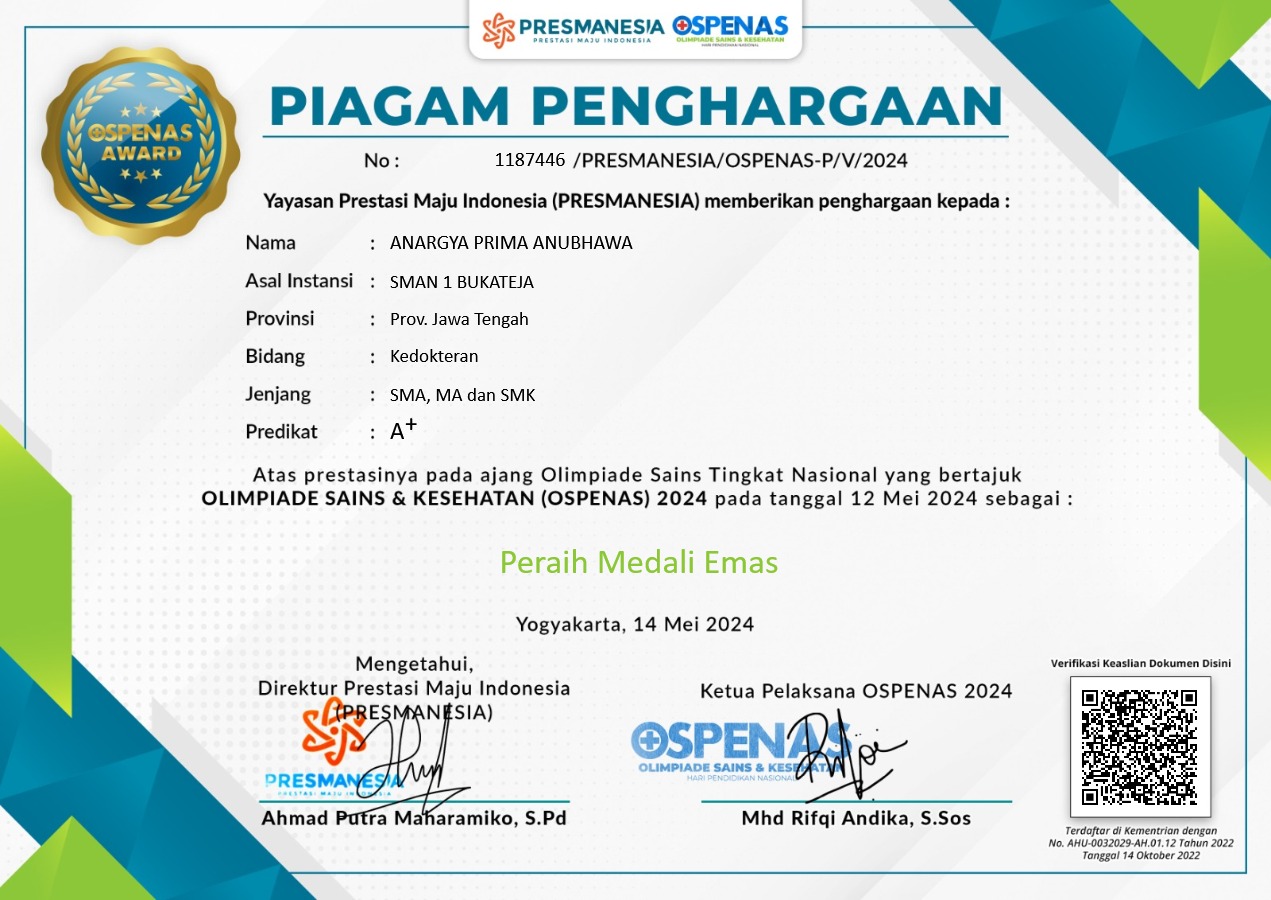 PRESMANESIA
PRESTASI MAJU INDONESIA
OSPENAS
OLIMPIADE SAINS & KESEHATAN
HARI PENDIDIKAN NASIONAL
OSPENAS
AWARD
PIAGAM PENGHARGAAN
No : 1187446 /PRESMANESIA/OSPENAS-P/V/2024
Yayasan Prestasi Maju Indonesia (PRESMANESIA) memberikan penghargaan kepada :
Nama : ANARGYA PRIMA ANUBHAWA
Asal Instansi : SMAN 1 BUKATEJA
Provinsi : Prov. Jawa Tengah
Bidang : Kedokteran
Jenjang : SMA, MA dan SMK
Predikat : A+
Atas prestasinya pada ajang Olimpiade Sains Tingkat Nasional yang bertajuk
OLIMPIADE SAINS & KESEHATAN (OSPENAS) 2024 pada tanggal 12 Mei 2024 sebagai :
Peraih Medali Emas
Yogyakarta, 14 Mei 2024
Mengetahui,
Direktur Prestasi Maju Indonesia
(PRESMANESIA)
PRESMANESIA
PRESTASI MAJU INDONESIA
Ahmad Putra Maharamiko, S.Pd
Ketua Pelaksana OSPENAS 2024
OSPENAS
OLIMPIADE SAINS & KESEHATAN
HARI PENDIDIKAN NASIONAL
Mhd Rifqi Andika, S.Sos
Verifikasi Keaslian Dokumen Disini
Terdaftar di Kementrian dengan
No. AHU-0032029-AH.01.12 Tahun 2022
Tanggal 14 Oktober 2022